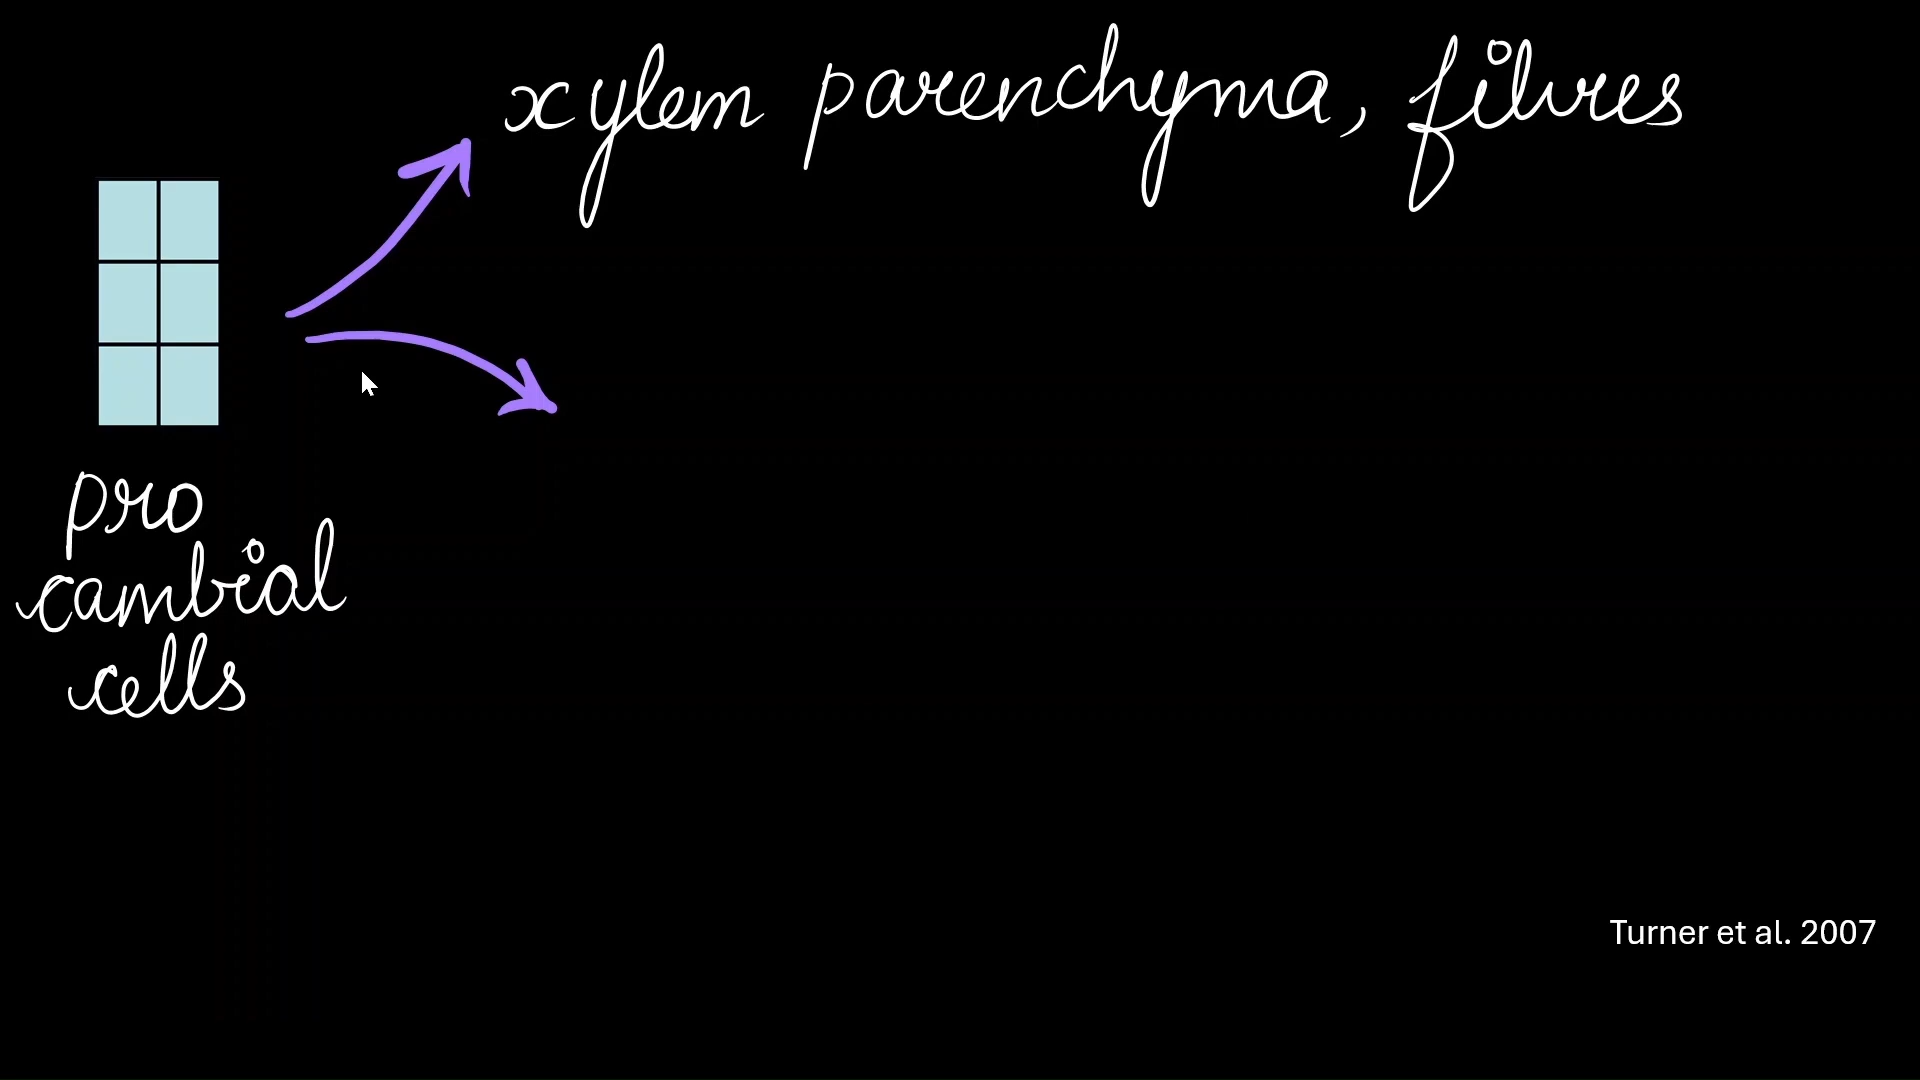 xylem parenchyma, fibres
pro
cambial
cells
Turner et al. 2007